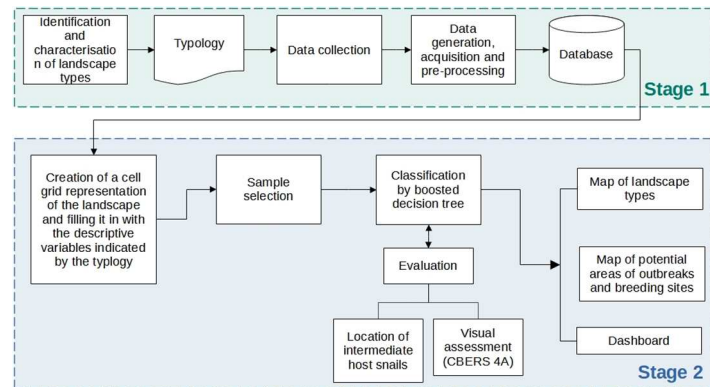 Identification
and
characterisatio
n of landscape
types
Typology
Data collection
Data
generation,
acquisition and
pre-processing
Database
Stage 1
Creation of a cell
grid representation
of the landscape
and filling it in with
the descriptive
variables indicated
by the typlogy
Sample
selection
Classification
by boosted
decision tree
Evaluation
Location of
intermediate
host snails
Visual
assessment
(CBERS 4A)
Map of landscape
types
Map of potential
areas of outbreaks
and breeding sites
Dashboard
Stage 2